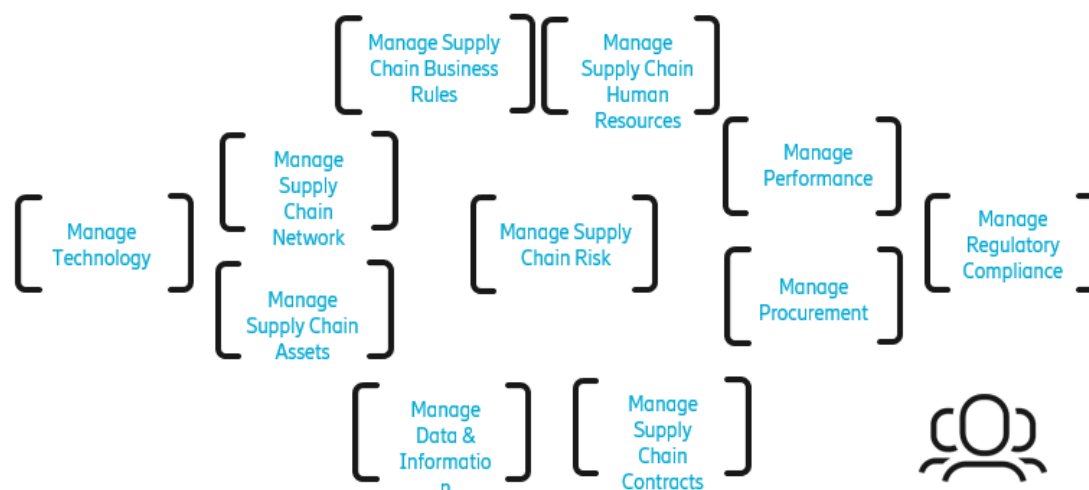 Manage Supply
Chain Business
Rules
Manage
Supply Chain
Human
Resources
Manage
Supply
Chain
Network
Manage
Performance
Manage
Technology
Manage Supply
Chain Risk
Manage
Regulatory
Compliance
Manage
Supply Chain
Assets
Manage
Procurement
Manage
Data &
Informatio
n
Manage
Supply
Chain
Contracts